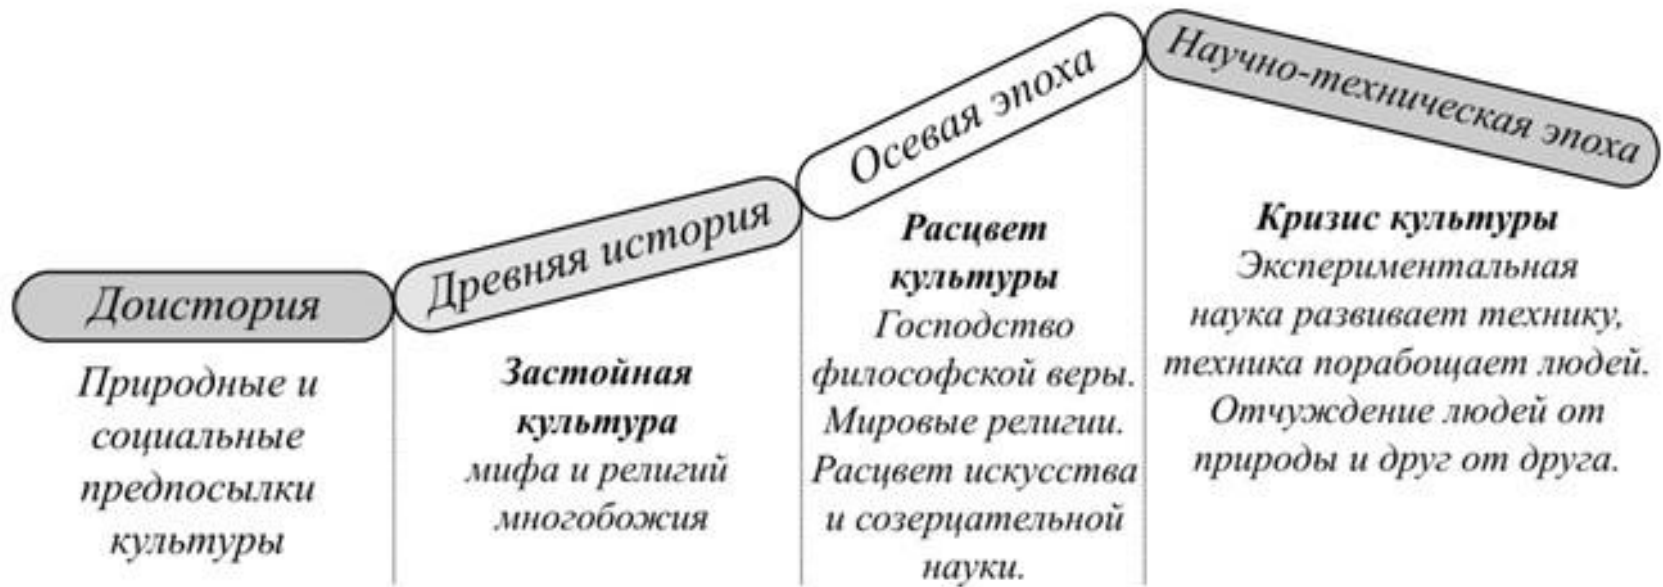 Доистория
Природные и
социальные
предпосылки
культуры
Древняя история
Застойная
культура
мифа и религий
многобожия
Осевая эпоха
Расцвет
культуры
Господство
философской веры.
Мировые религии.
Расцвет искусства
и созерцательной
науки.
Научно-техническая эпоха
Кризис культуры
Экспериментальная
наука развивает технику,
техника порабощает людей.
Отчуждение людей от
природы и друг от друга.